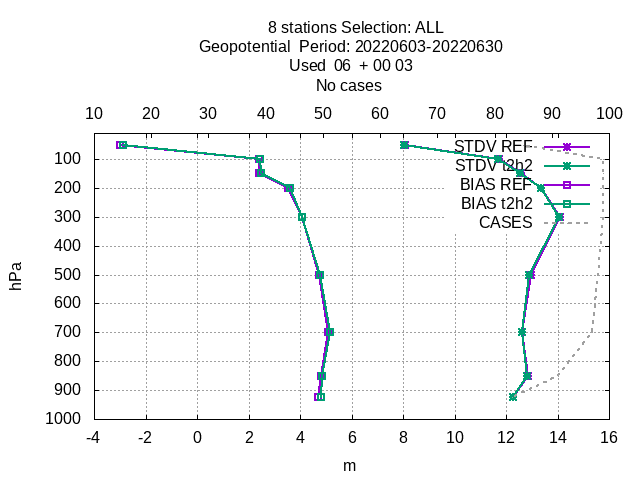 8 stations Selection: ALL
Geopotential  Period: 20220603-20220630
Used  06  + 00 03
No cases
10 20 30 40 50 60 70 80 90 100
STDV REF
STDV t2h2
BIAS REF
BIAS t2h2
CASES
100
200
300
400
500
600
700
800
900
1000
hPa
-4 -2 0 2 4 6 8 10 12 14 16
m